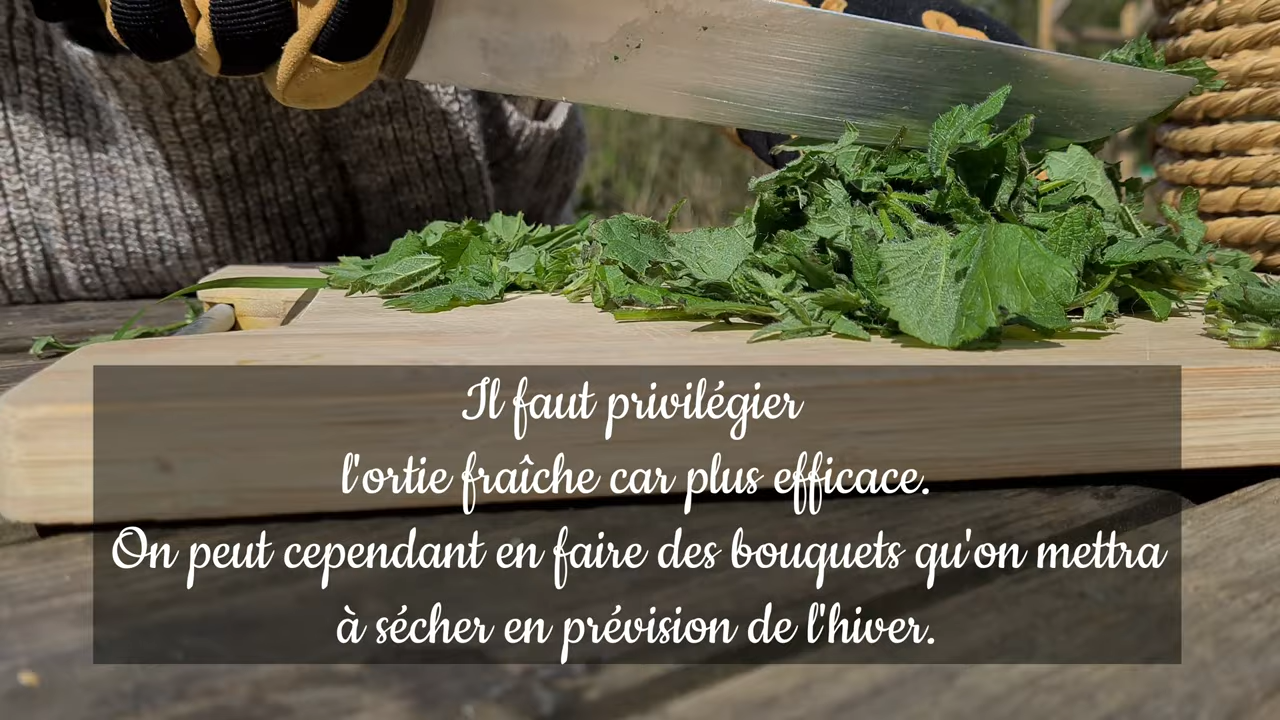 Il faut privilégier
l'ortie fraîche car plus efficace.
On peut cependant en faire des bouquets qu'on mettra
à sécher en prévision de l'hiver.